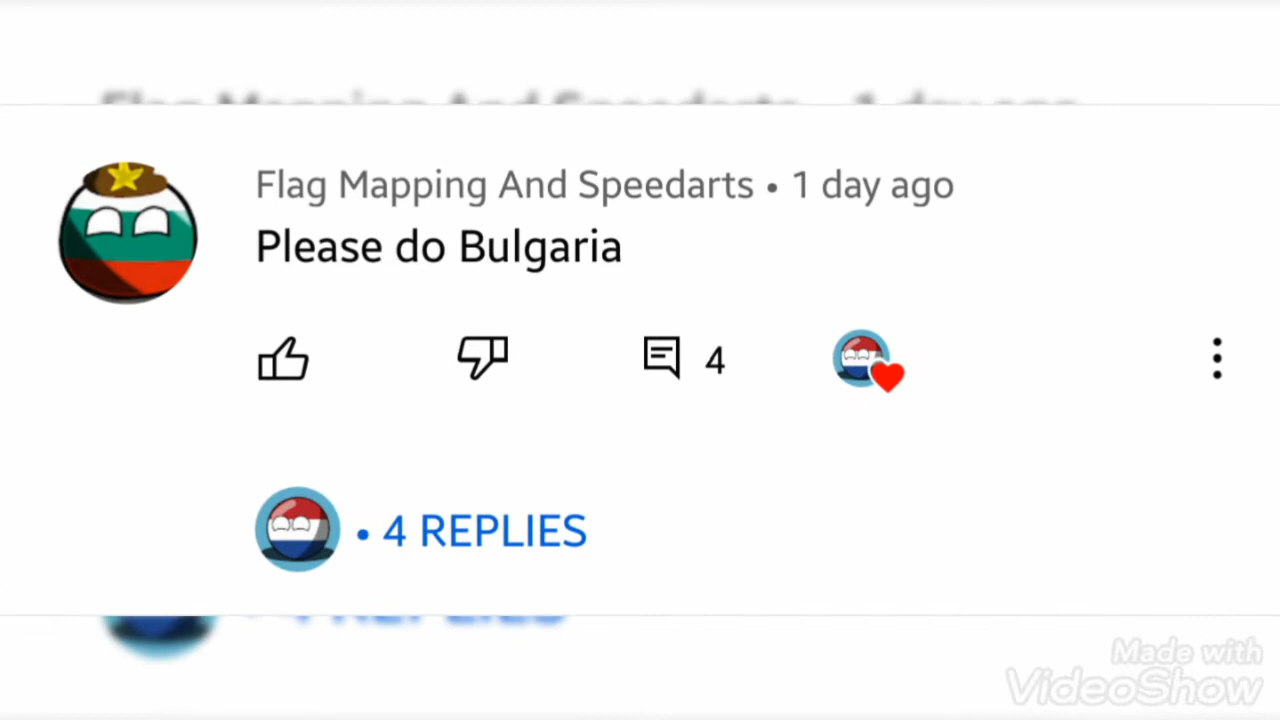 Flag Mapping And Speedarts • 1 day ago
Please do Bulgaria
4
• 4 REPLIES
Made with
VideoShow